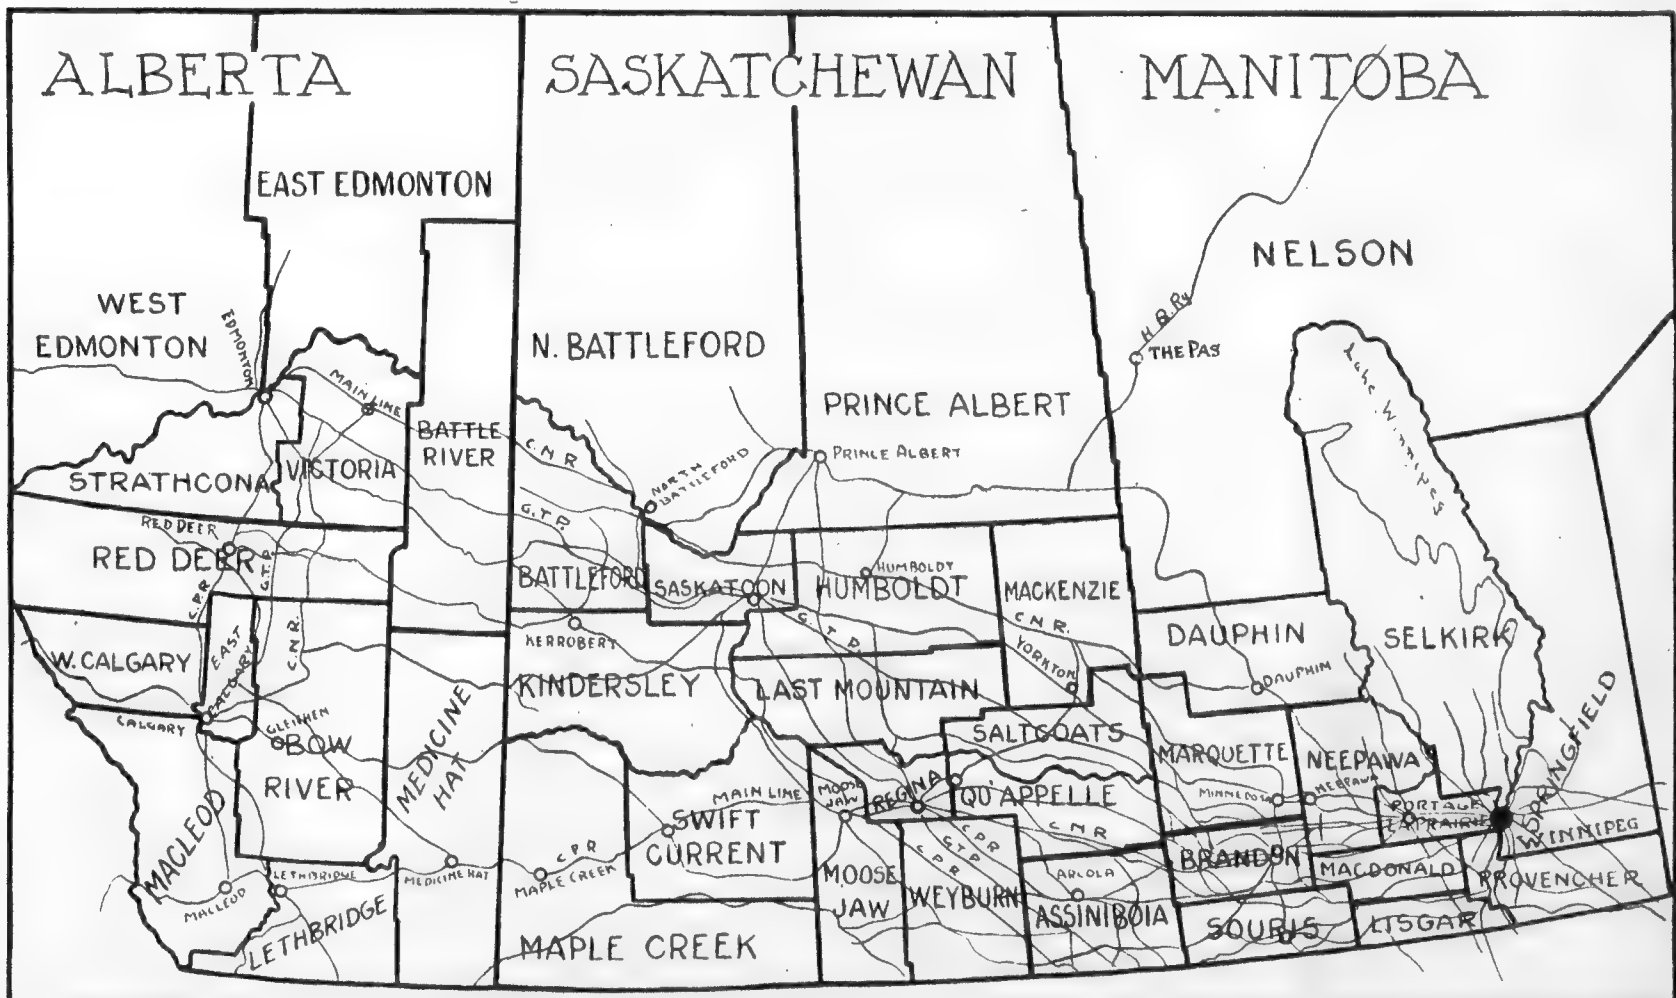 ALBERTA
SASKATCHEWAN
MANITOBA
EAST EDMONTON
NELSON
WEST
EDMONTON
EDMONTON
N. BATTLEFORD
H.B.Ry
THE PAS
Lake Winnipeg
MAIN LINE
PRINCE ALBERT
BATTLE
RIVER
C.N.R
PRINCE ALBERT
NORTH
BATTLEFORD
STRATHCONA
VICTORIA
G.T.P.
RED DEER
RED DEER
C.P.R
G.T.P.
BATTLEFORD
SASKATOON
HUMBOLDT
HUMBOLDT
MACKENZIE
C.N.R.
KERROBERT
G.T.P.
YORKTON
DAUPHIN
SELKIRK
W. CALGARY
EAST
CALGARY
C.N.R.
KINDERSLEY
LAST MOUNTAIN
DAUPHIN
CALGARY
GLEICHEN
BOW
RIVER
MEDICINE
HAT
SALTCOATS
MARQUETTE
NEEPAWA
NEEPAWA
MINNEDOSA
SPRINGFIELD
MAIN LINE
MOOSE
JAW
REGINA
QU'APPELLE
PORTAGE
LA PRAIRIE
WINNIPEG
MACLEOD
SWIFT
CURRENT
C.P.R
C.N.R
C.P.R
G.T.P.
C.P.R
BRANDON
MACDONALD
PROVENCHER
LETHBRIDGE
MEDICINE HAT
MAPLE CREEK
MACLEOD
MOOSE
JAW
WEYBURN
ARCOLA
ASSINIBOIA
SOURIS
LISGAR
LETHBRIDGE
MAPLE CREEK